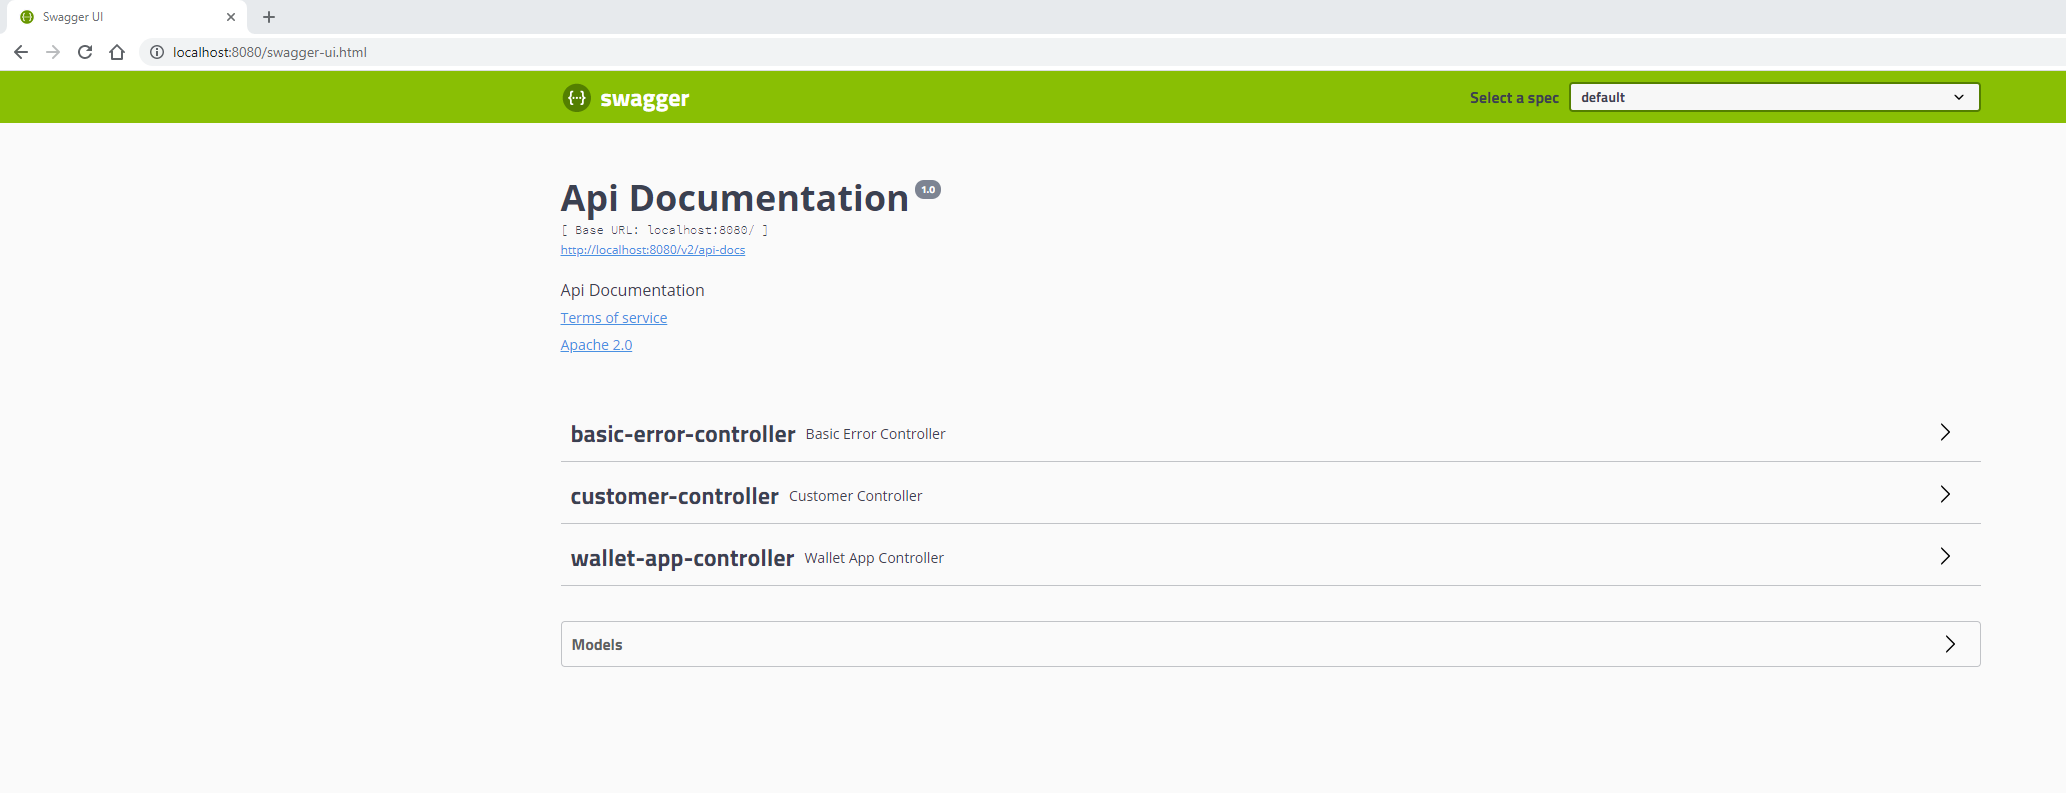 Swagger UI
localhost:8080/swagger-ui.html
{···} swagger
Select a spec default
Api Documentation 1.0
[ Base URL: localhost:8080/ ]
http://localhost:8080/v2/api-docs
Api Documentation
Terms of service
Apache 2.0
basic-error-controller Basic Error Controller
customer-controller Customer Controller
wallet-app-controller Wallet App Controller
Models